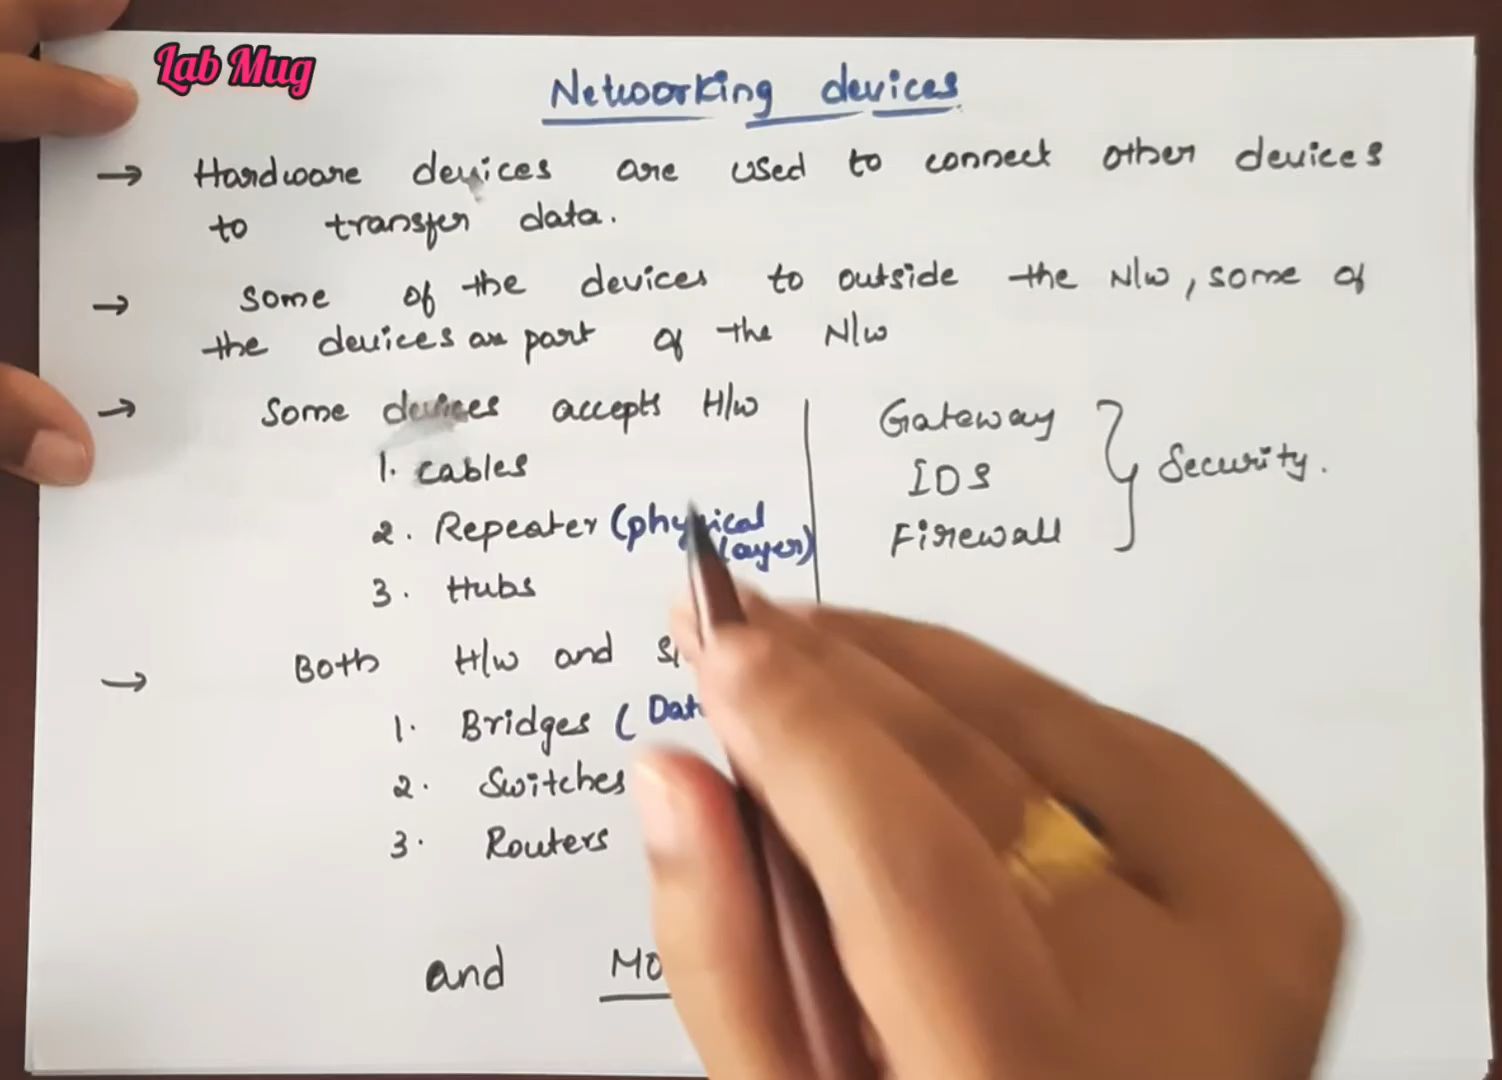 Lab Mug
Networking devices
→ Hardware devices are used to connect other devices
to transfer data.
→ Some of the devices to outside the N/w, some of
the devices are part of the N/w
→ Some devices accepts H/w
1. cables
2. Repeater (physical
layer)
3. Hubs
Gateway
IDS
Firewall
Security.
→ Both H/w and
1. Bridges (
2. Switches
3. Routers
and